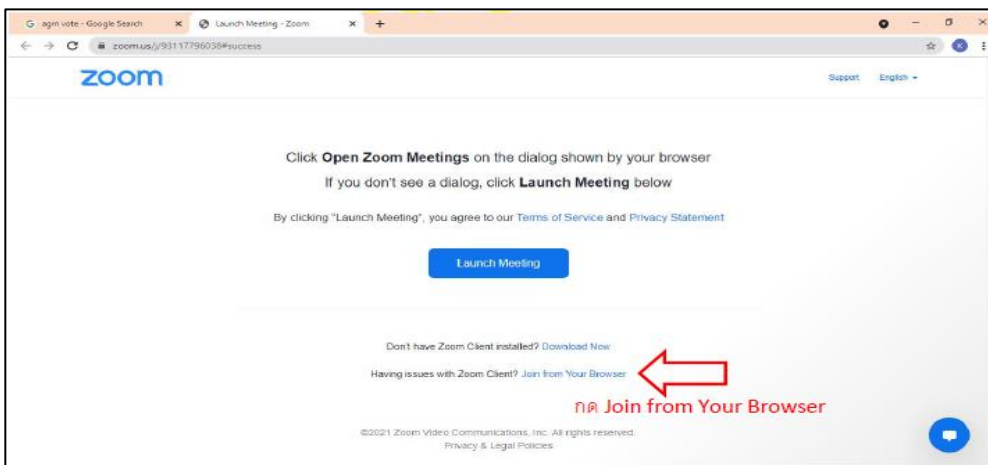 agm vote - Google Search
Launch Meeting - Zoom
zoom.us/j/93117796036#success
zoom
Support
English
Click Open Zoom Meetings on the dialog shown by your browser
If you don't see a dialog, click Launch Meeting below
By clicking "Launch Meeting", you agree to our Terms of Service and Privacy Statement
Launch Meeting
Don't have Zoom Client installed? Download Now
Having issues with Zoom Client? Join from Your Browser
กด Join from Your Browser
©2021 Zoom Video Communications, Inc. All rights reserved.
Privacy & Legal Policies